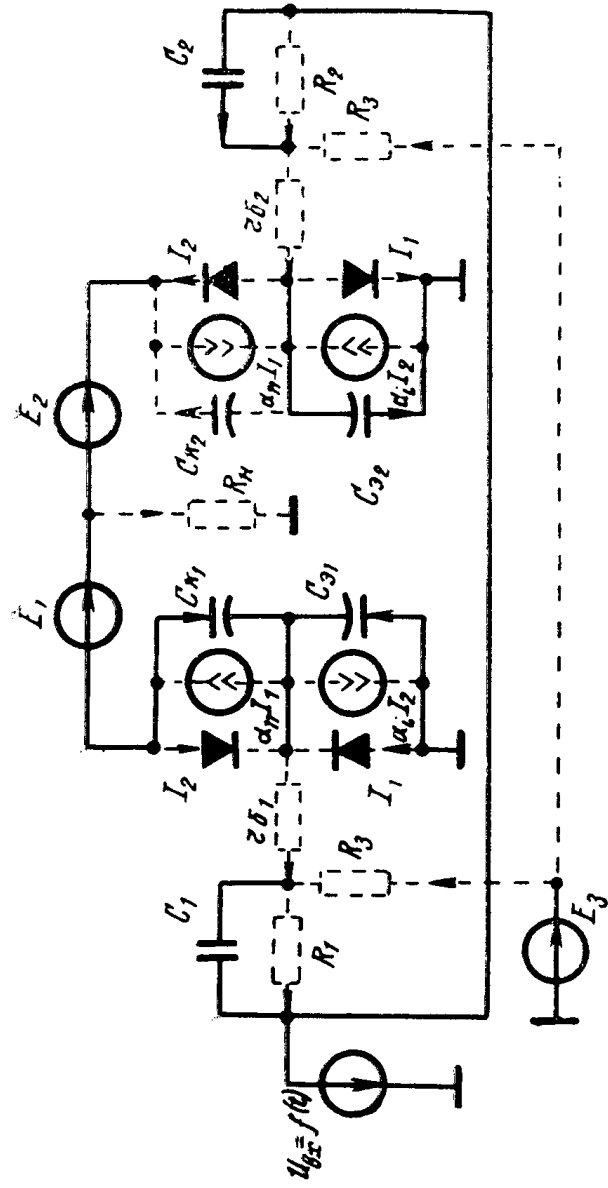 E₁
E₂
C₁
R₁
R₃
rб₁
I₂
αₙI₁
Cк₁
Rн
Cк₂
αₙI₁
I₂
rб₂
C₂
R₂
R₃
I₁
αᵢI₂
Cэ₁
Cэ₂
αᵢI₂
I₁
Uвх=f(t)
E₃